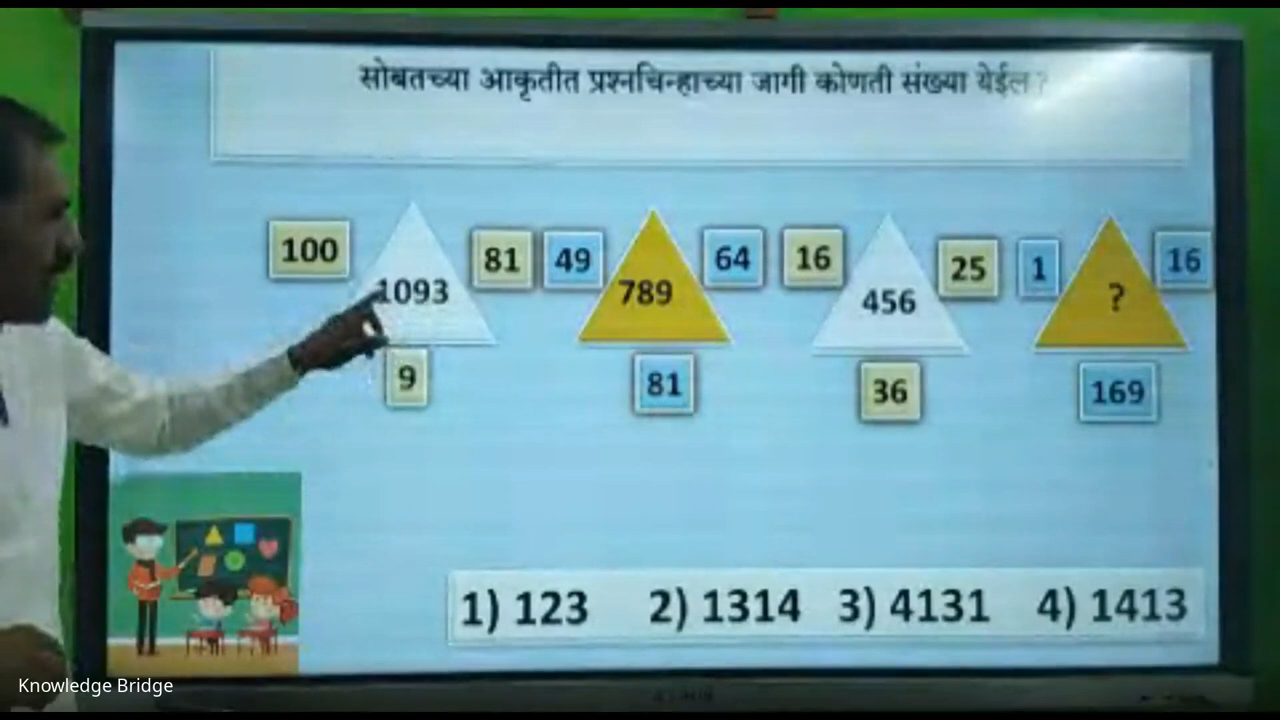 सोबतच्या आकृतीत प्रश्नचिन्हाच्या जागी कोणती संख्या येईल ?
100 1093 81 49 789 64 16 456 25 1 ? 16
9 81 36 169
1) 123 2) 1314 3) 4131 4) 1413
Knowledge Bridge